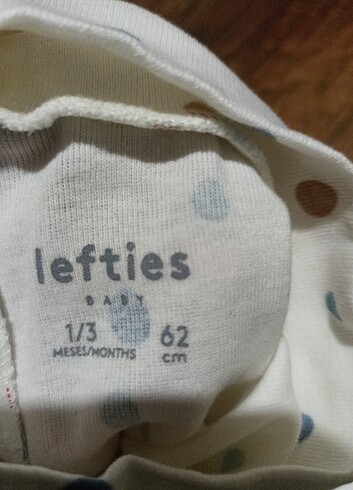 lefties
BABY
1/3 62
MESES/MONTHS cm